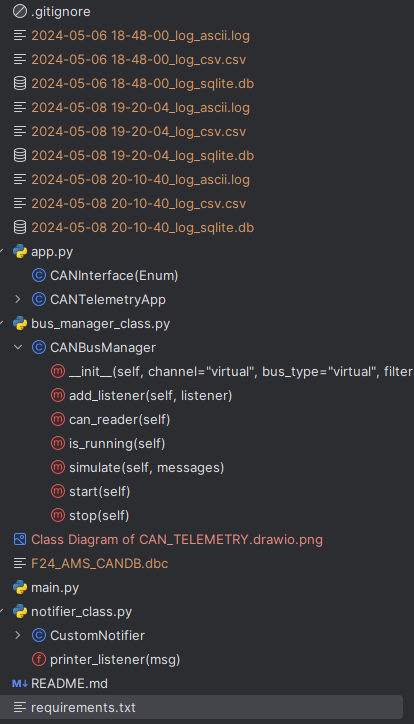 .gitignore
2024-05-06 18-48-00_log_ascii.log
2024-05-06 18-48-00_log_csv.csv
2024-05-06 18-48-00_log_sqlite.db
2024-05-08 19-20-04_log_ascii.log
2024-05-08 19-20-04_log_csv.csv
2024-05-08 19-20-04_log_sqlite.db
2024-05-08 20-10-40_log_ascii.log
2024-05-08 20-10-40_log_csv.csv
2024-05-08 20-10-40_log_sqlite.db
app.py
C CANInterface(Enum)
C CANTelemetryApp
bus_manager_class.py
C CANBusManager
m __init__(self, channel="virtual", bus_type="virtual", filter
m add_listener(self, listener)
m can_reader(self)
m is_running(self)
m simulate(self, messages)
m start(self)
m stop(self)
Class Diagram of CAN_TELEMETRY.drawio.png
F24_AMS_CANDB.dbc
main.py
notifier_class.py
C CustomNotifier
f printer_listener(msg)
M↓ README.md
requirements.txt